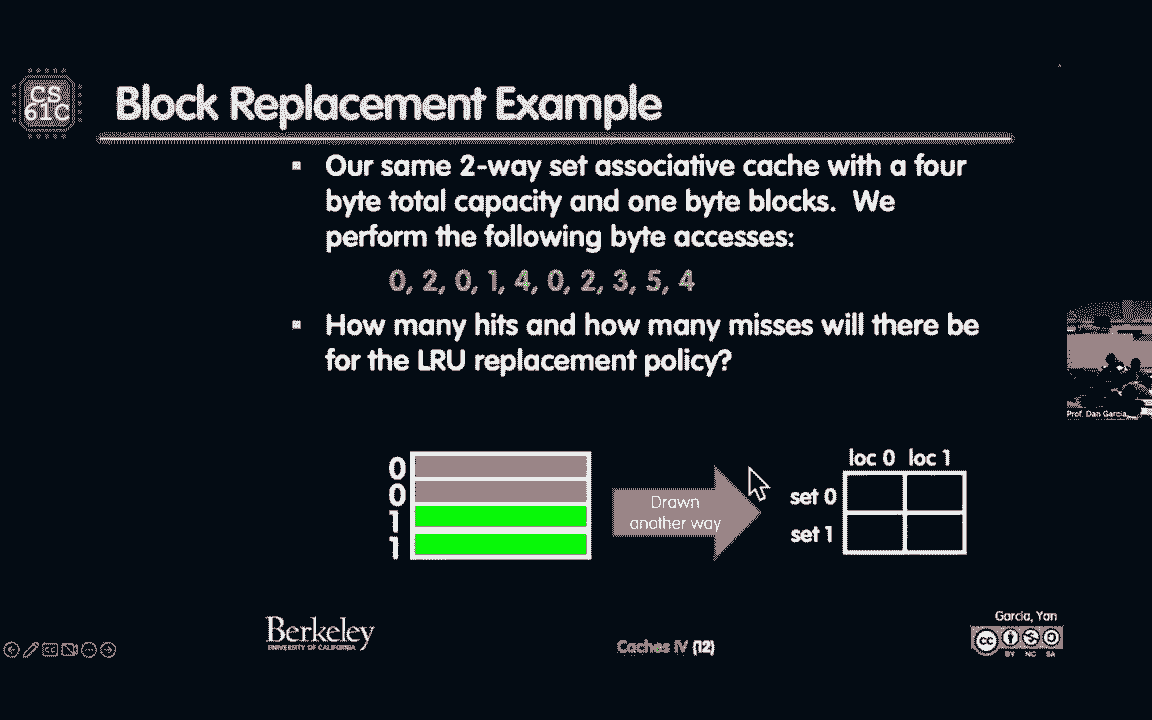 CS
61C
Block Replacement Example
Our same 2-way set associative cache with a four
byte total capacity and one byte blocks. We
perform the following byte accesses:
0, 2, 0, 1, 4, 0, 2, 3, 5, 4
How many hits and how many misses will there be
for the LRU replacement policy?
Prof. Dan Garcia
0
0
1
1
Drawn
another way
loc 0 loc 1
set 0
set 1
Berkeley
UNIVERSITY OF CALIFORNIA
Caches IV (12)
Garcia, Yan
cc
BY NC SA